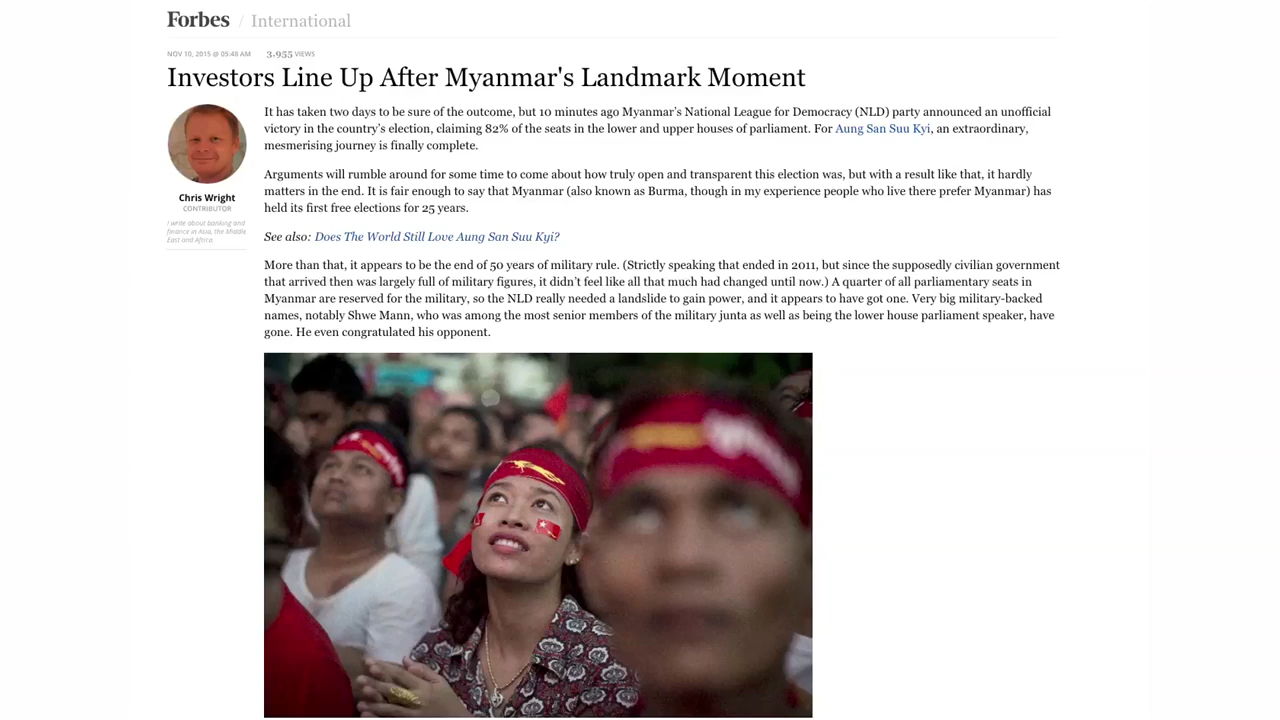 Forbes / International
NOV 10, 2015 @ 05:48 AM 3,955 VIEWS
Investors Line Up After Myanmar's Landmark Moment
Chris Wright
CONTRIBUTOR
I write about banking and
finance in Asia, the Middle
East and Africa.
It has taken two days to be sure of the outcome, but 10 minutes ago Myanmar's National League for Democracy (NLD) party announced an unofficial
victory in the country's election, claiming 82% of the seats in the lower and upper houses of parliament. For Aung San Suu Kyi, an extraordinary,
mesmerising journey is finally complete.
Arguments will rumble around for some time to come about how truly open and transparent this election was, but with a result like that, it hardly
matters in the end. It is fair enough to say that Myanmar (also known as Burma, though in my experience people who live there prefer Myanmar) has
held its first free elections for 25 years.
See also: Does The World Still Love Aung San Suu Kyi?
More than that, it appears to be the end of 50 years of military rule. (Strictly speaking that ended in 2011, but since the supposedly civilian government
that arrived then was largely full of military figures, it didn't feel like all that much had changed until now.) A quarter of all parliamentary seats in
Myanmar are reserved for the military, so the NLD really needed a landslide to gain power, and it appears to have got one. Very big military-backed
names, notably Shwe Mann, who was among the most senior members of the military junta as well as being the lower house parliament speaker, have
gone. He even congratulated his opponent.